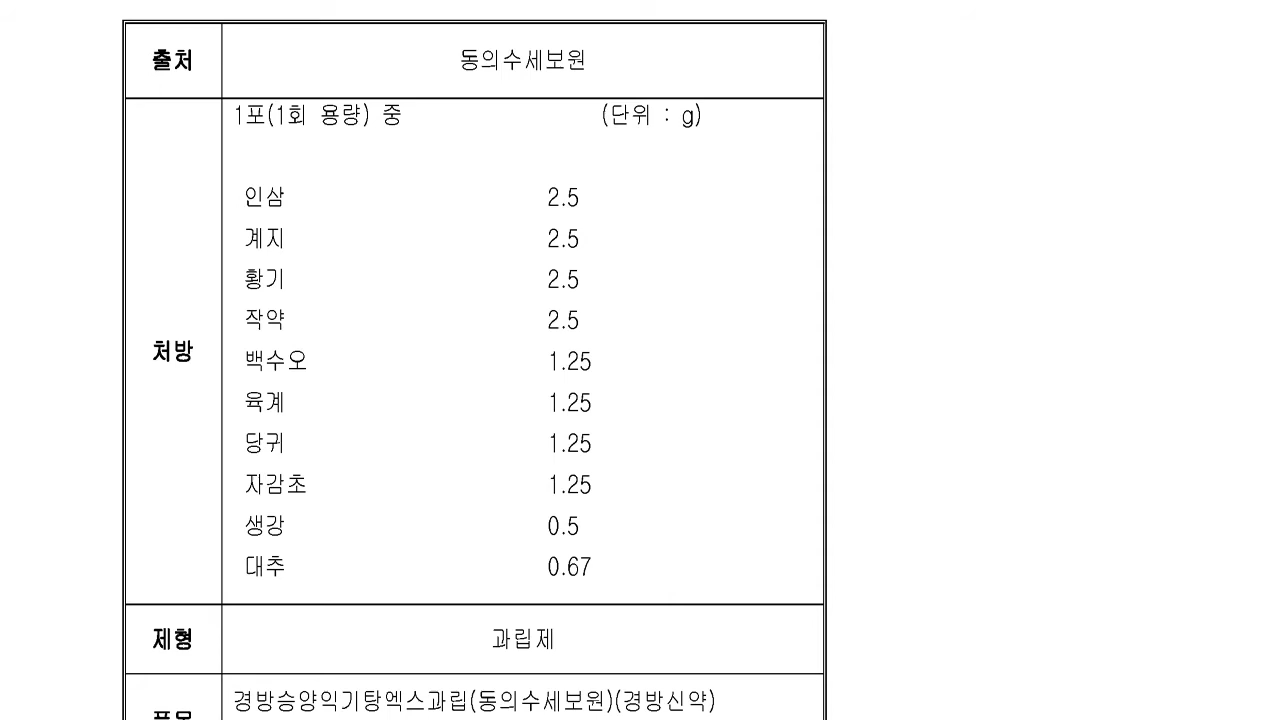 출처 동의수세보원
1포(1회 용량) 중 (단위 : g)
인삼 2.5
계지 2.5
황기 2.5
작약 2.5
처방
백수오 1.25
육계 1.25
당귀 1.25
자감초 1.25
생강 0.5
대추 0.67
제형 과립제
경방승양익기탕엑스과립(동의수세보원)(경방신약)